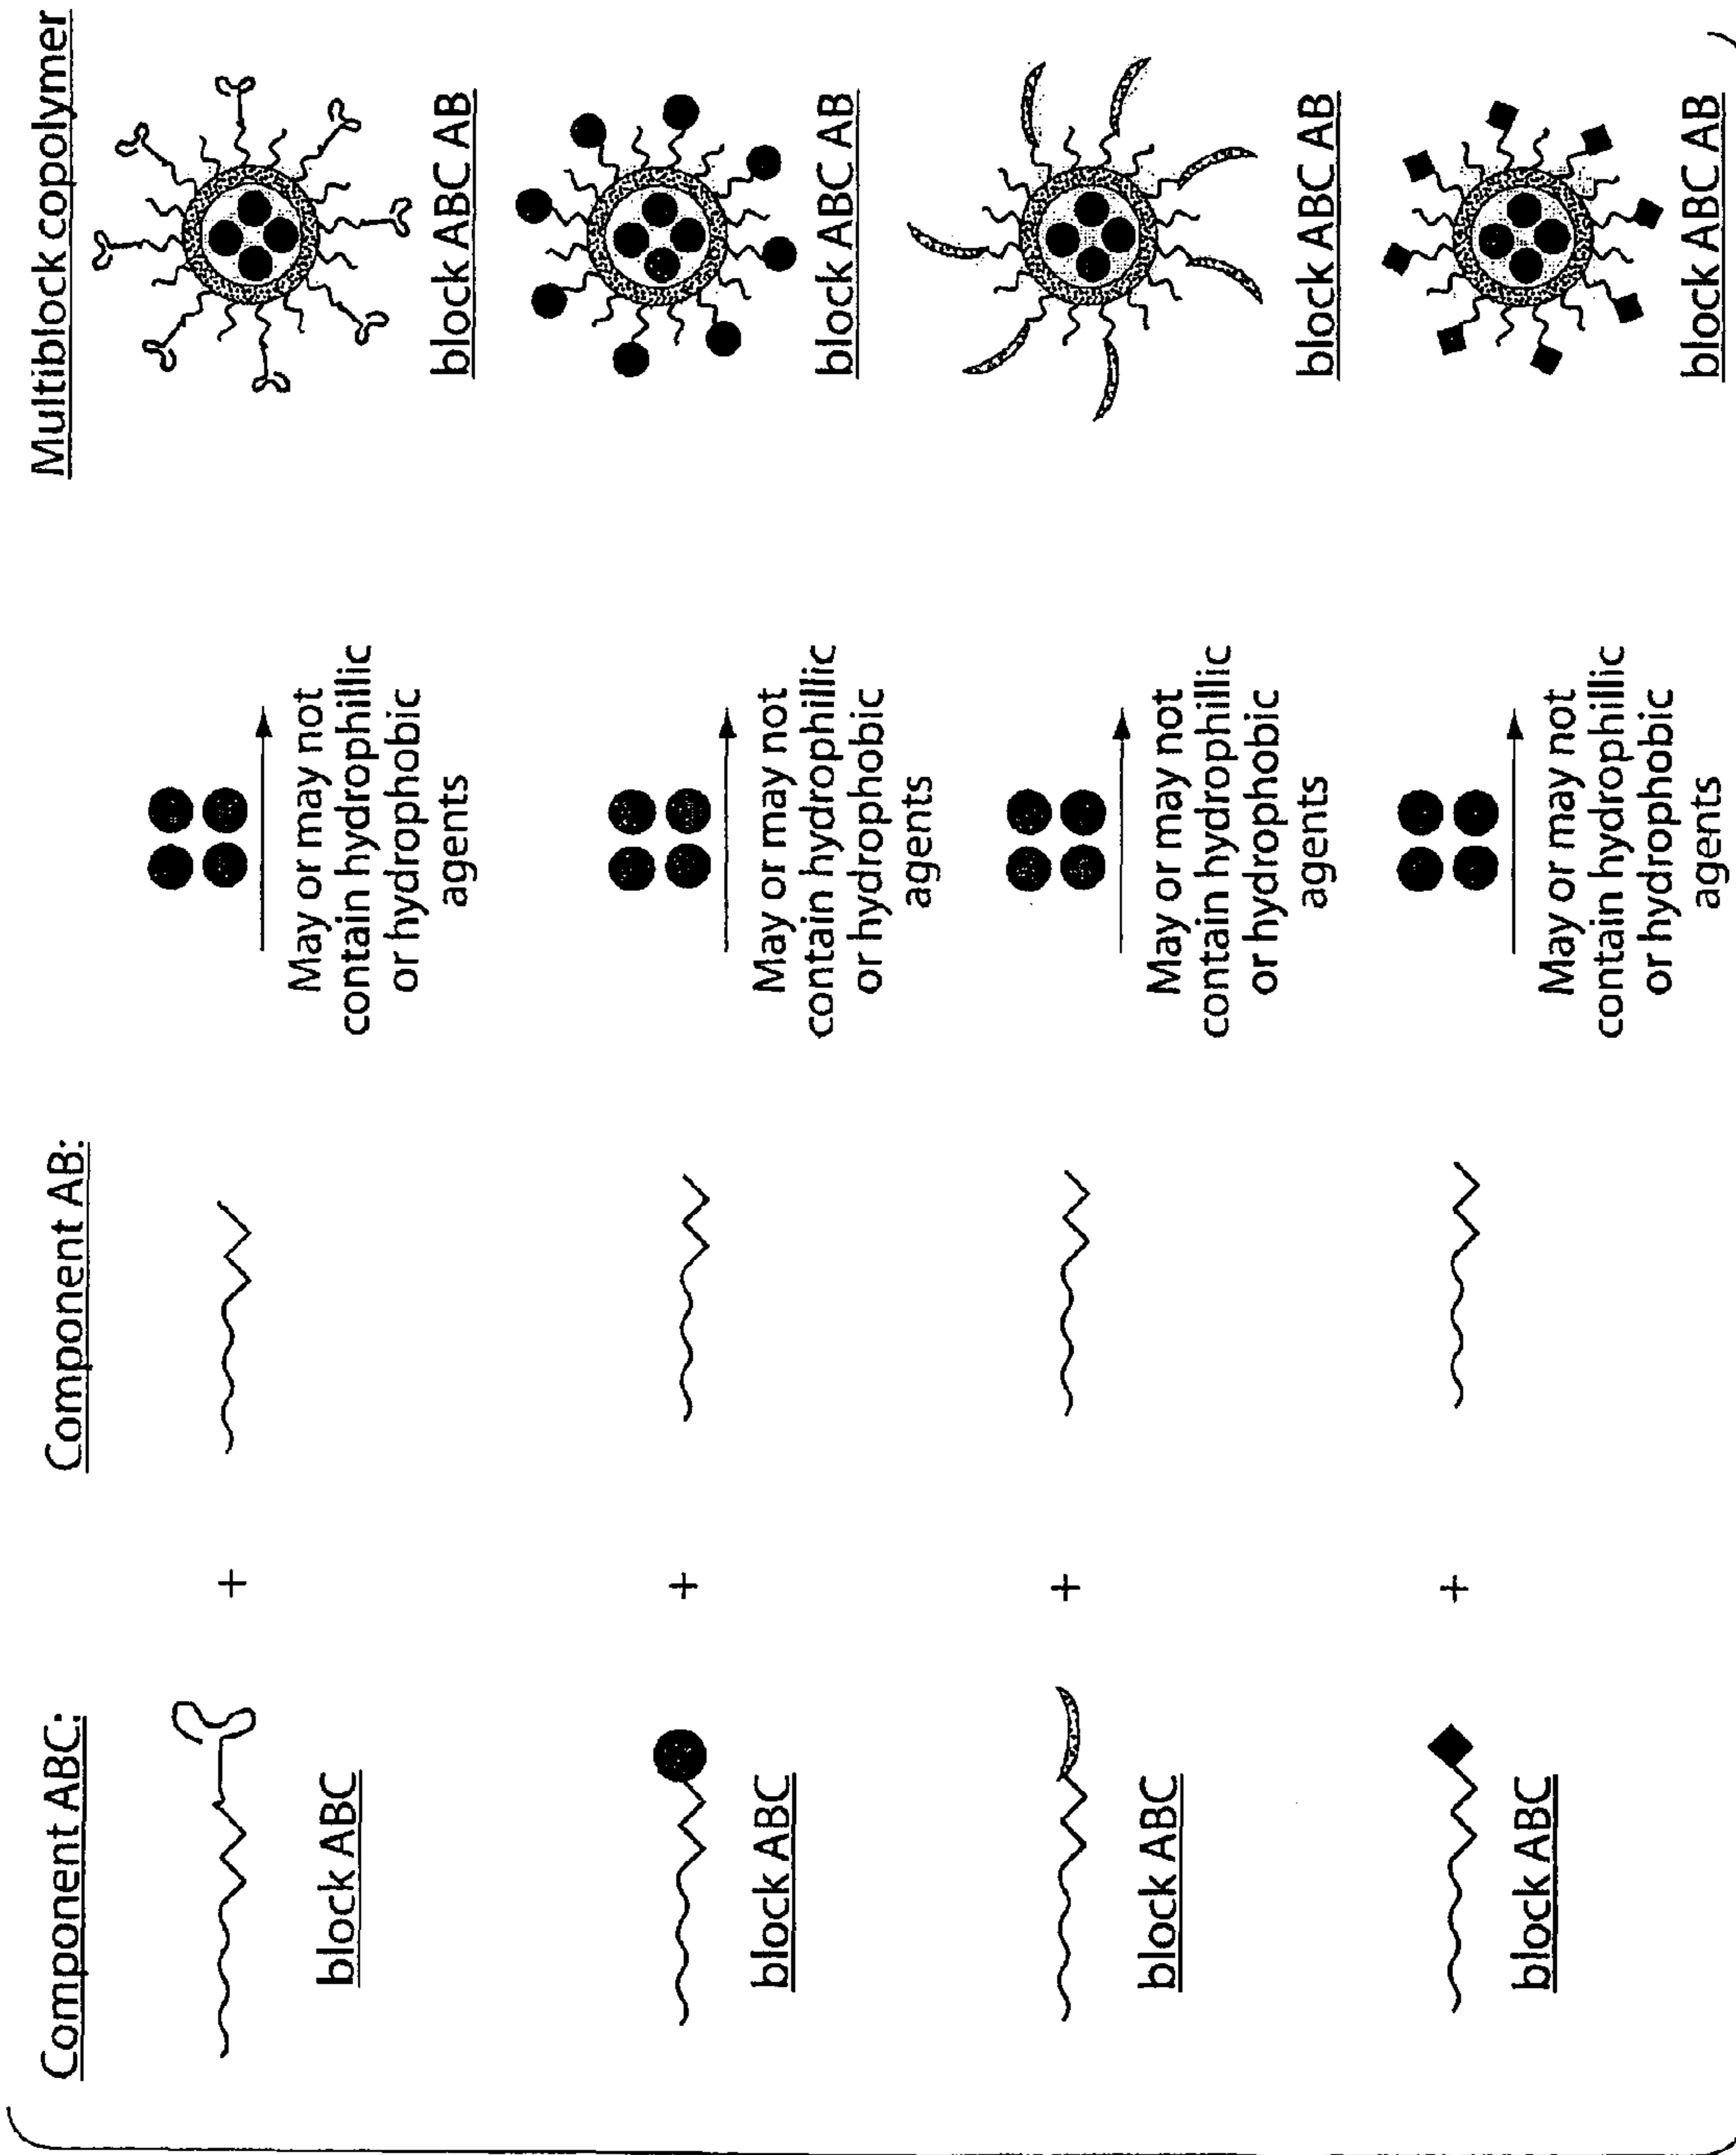 Component ABC:
Component AB:
Multiblock copolymer
+
May or may not
contain hydrophillic
or hydrophobic
agents
block ABC
block ABC AB
+
May or may not
contain hydrophillic
or hydrophobic
agents
block ABC
block ABC AB
+
May or may not
contain hydrophillic
or hydrophobic
agents
block ABC
block ABC AB
+
May or may not
contain hydrophillic
or hydrophobic
agents
block ABC
block ABC AB